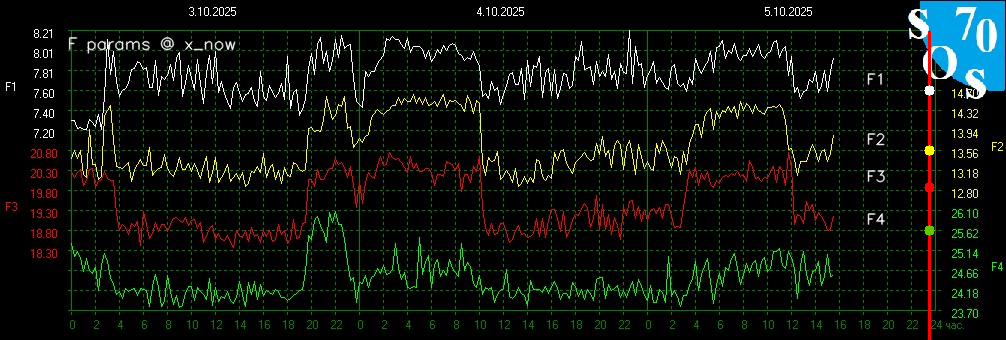 3.10.2025 4.10.2025 5.10.2025
S 70
O
S
F params @ x_now
8.21
8.01
7.81
7.60
7.40
7.20
F1
20.80
20.30
19.80
19.30
18.80
18.30
F3
F1
F2
F3
F4
14.70
14.32
13.94
13.56
13.18
12.80
F2
26.10
25.62
25.14
24.66
24.18
23.70
F4
0 2 4 6 8 10 12 14 16 18 20 22 0 2 4 6 8 10 12 14 16 18 20 22 0 2 4 6 8 10 12 14 16 18 20 22 24 час.